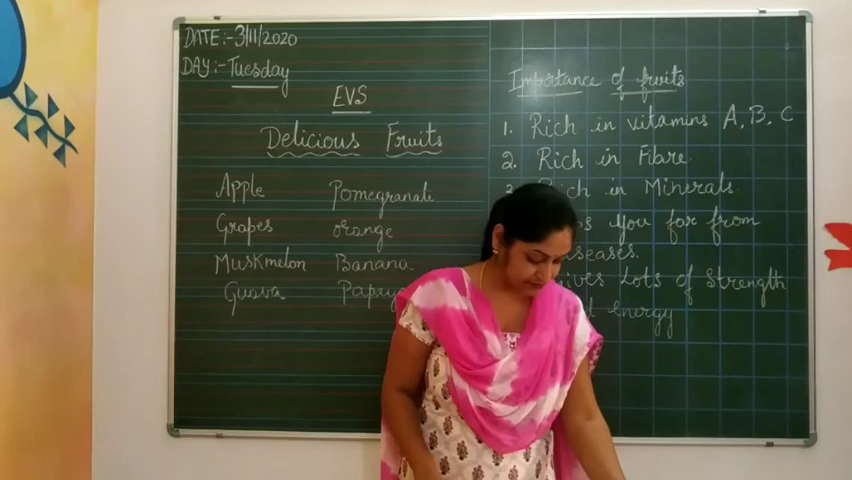 DATE:-3/11/2020
DAY:-Tuesday
EVS
Delicious Fruits
Apple Pomegranate
Grapes orange
Muskmelon Banana
Guava
Importance of fruits
1. Rich in vitamins A, B, C
2. Rich in Fibre.
Rich in Minerals.
you far from
gives Lots of Strength
energy